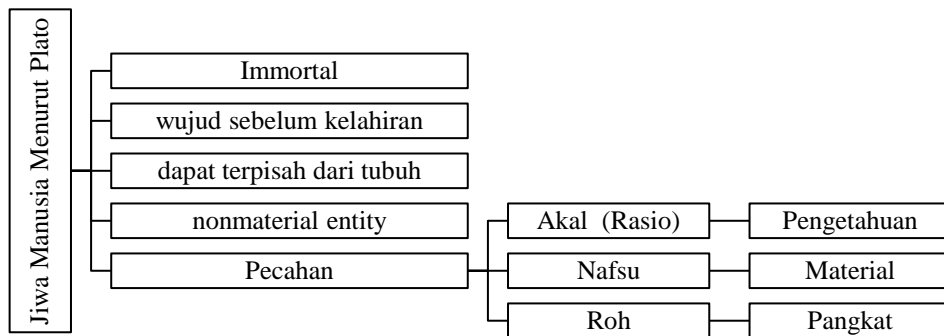 Jiwa Manusia Menurut Plato
Immortal
wujud sebelum kelahiran
dapat terpisah dari tubuh
nonmaterial entity
Pecahan
Akal (Rasio)
Pengetahuan
Nafsu
Material
Roh
Pangkat